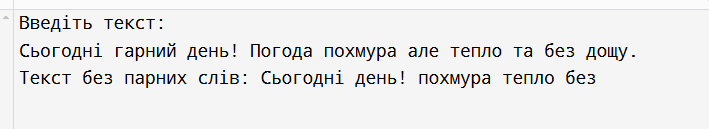 Введіть текст:
Сьогодні гарний день! Погода похмура але тепло та без дощу.
Текст без парних слів: Сьогодні день! похмура тепло без